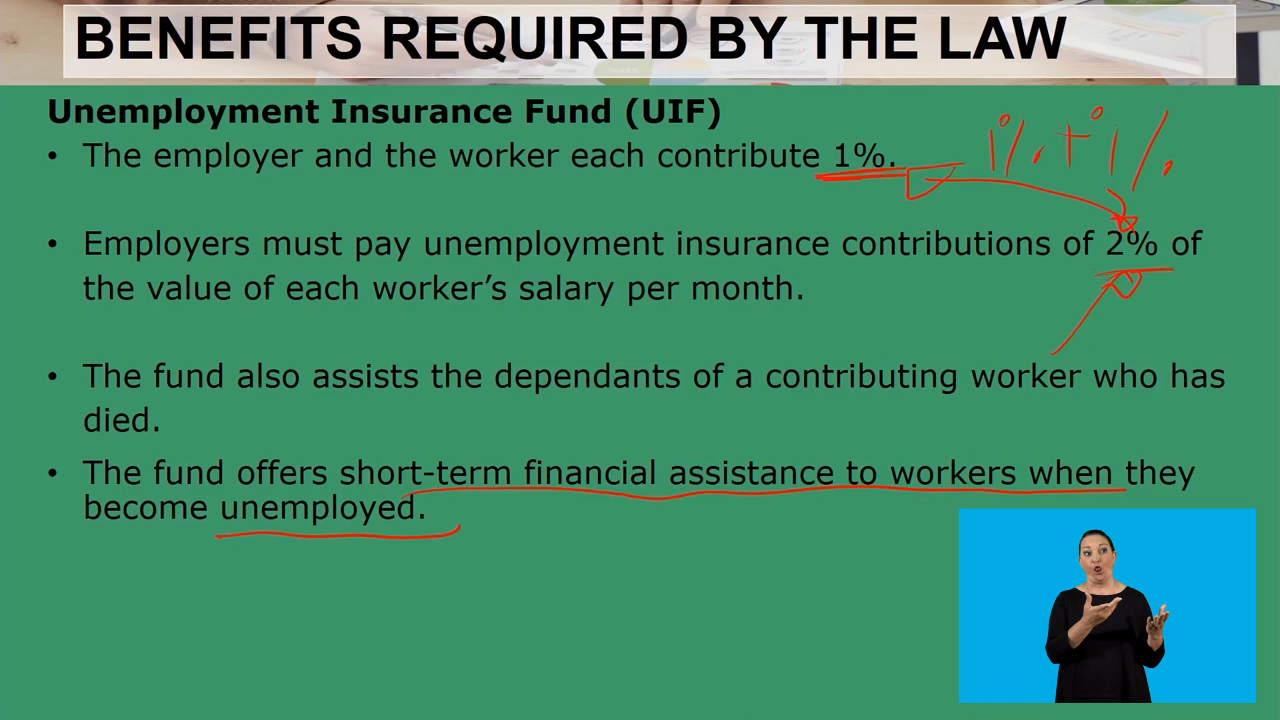 BENEFITS REQUIRED BY THE LAW
Unemployment Insurance Fund (UIF)
• The employer and the worker each contribute 1%.
1% + 1%
• Employers must pay unemployment insurance contributions of 2% of
the value of each worker’s salary per month.
• The fund also assists the dependants of a contributing worker who has
died.
• The fund offers short-term financial assistance to workers when they
become unemployed.